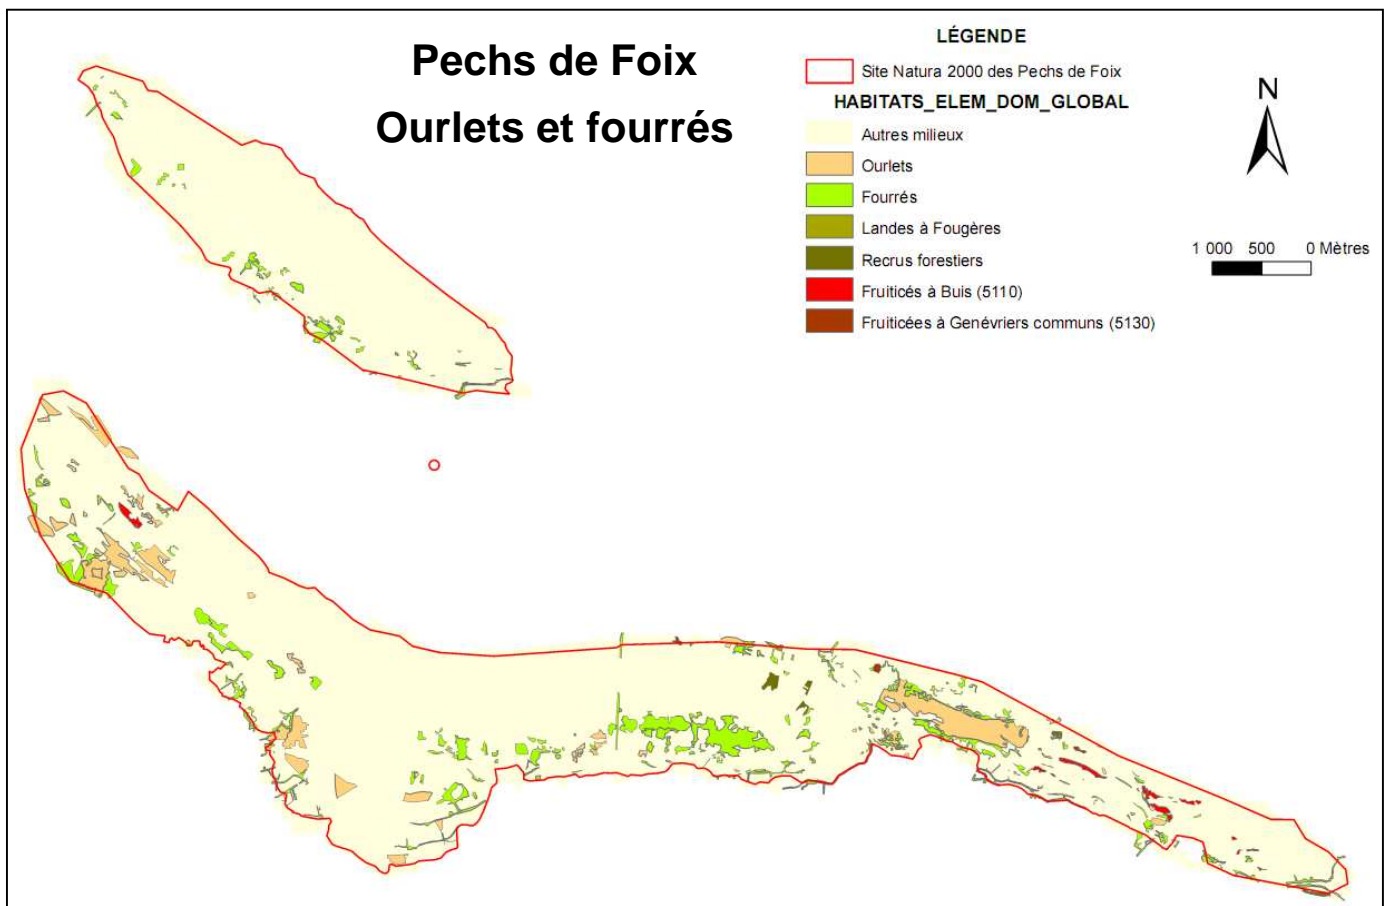 Pechs de Foix
Ourlets et fourrés
LÉGENDE
Site Natura 2000 des Pechs de Foix
HABITATS_ELEM_DOM_GLOBAL
Autres milieux
Ourlets
Fourrés
Landes à Fougères
Recrus forestiers
Fruiticés à Buis (5110)
Fruiticées à Genévriers communs (5130)
N
1 000 500 0 Mètres